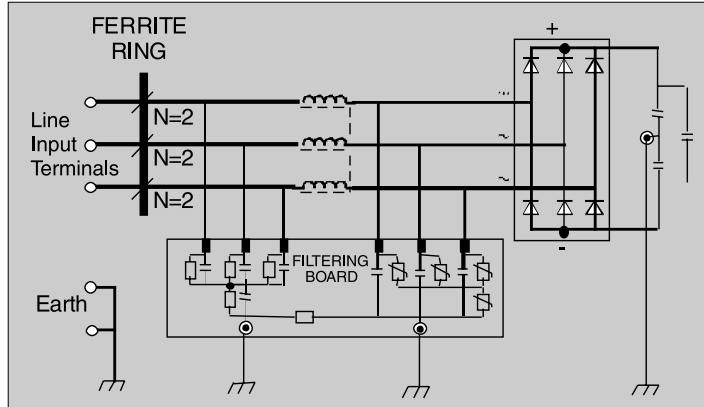 FERRITE
RING
+
N=2
Line
Input
Terminals
~
~
~
N=2
N=2
-
FILTERING
BOARD
Earth